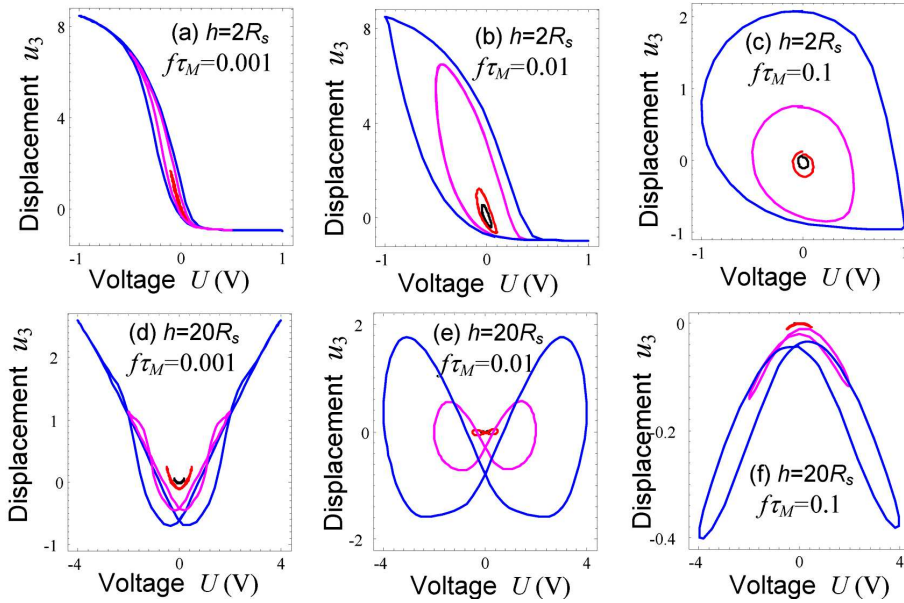 (a) h=2Rs
fτM=0.001
Displacement u3
8
4
0
-1
0
1
Voltage U (V)
(b) h=2Rs
fτM=0.01
Displacement u3
8
4
0
-1
0
1
Voltage U (V)
(c) h=2Rs
fτM=0.1
Displacement u3
2
1
0
-1
-1
0
1
Voltage U (V)
(d) h=20Rs
fτM=0.001
Displacement u3
2
1
0
-1
-4
0
4
Voltage U (V)
(e) h=20Rs
fτM=0.01
Displacement u3
2
0
-2
-4
0
4
Voltage U (V)
(f) h=20Rs
fτM=0.1
Displacement u3
0
-0.2
-0.4
-4
0
4
Voltage U (V)